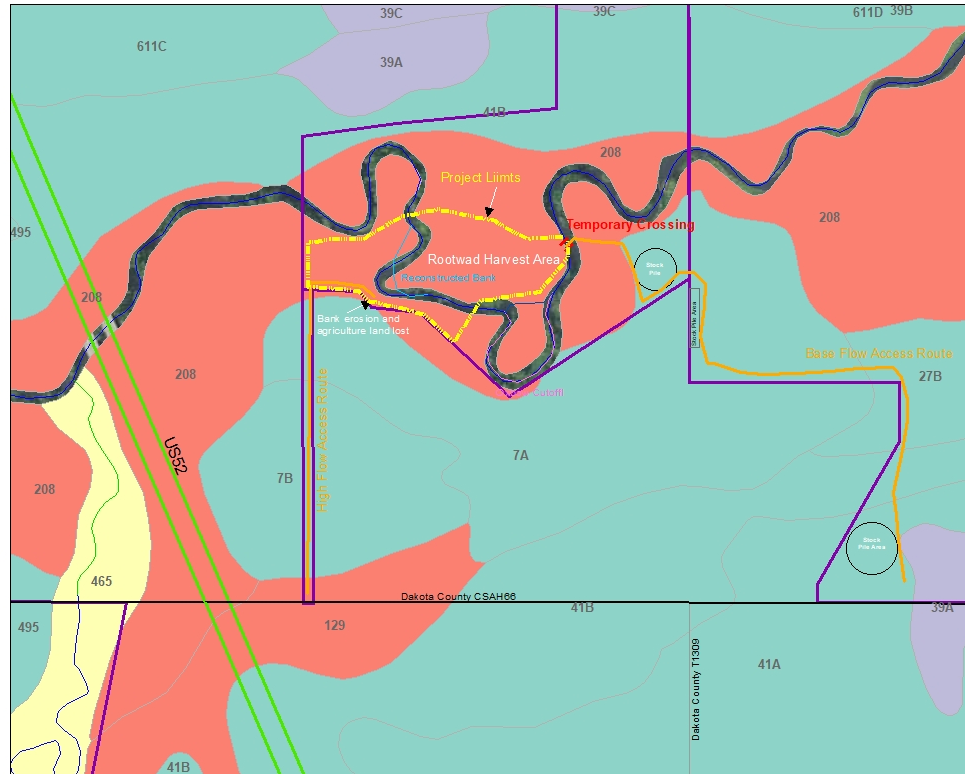 39C
39C
611D
39B
611C
39A
41B
208
Project Liimts
208
Temporary Crossing
495
Rootwad Harvest Area
Stock
Pile
Reconstructed Bank
208
Bank erosion and
agriculture land lost
Stock Pile Area
Base Flow Access Route
208
27B
Cutoffl
High Flow Access Route
US52
7A
7B
208
Stock
Pile Area
465
Dakota County CSAH66
41B
39A
495
129
Dakota County T1309
41A
41B